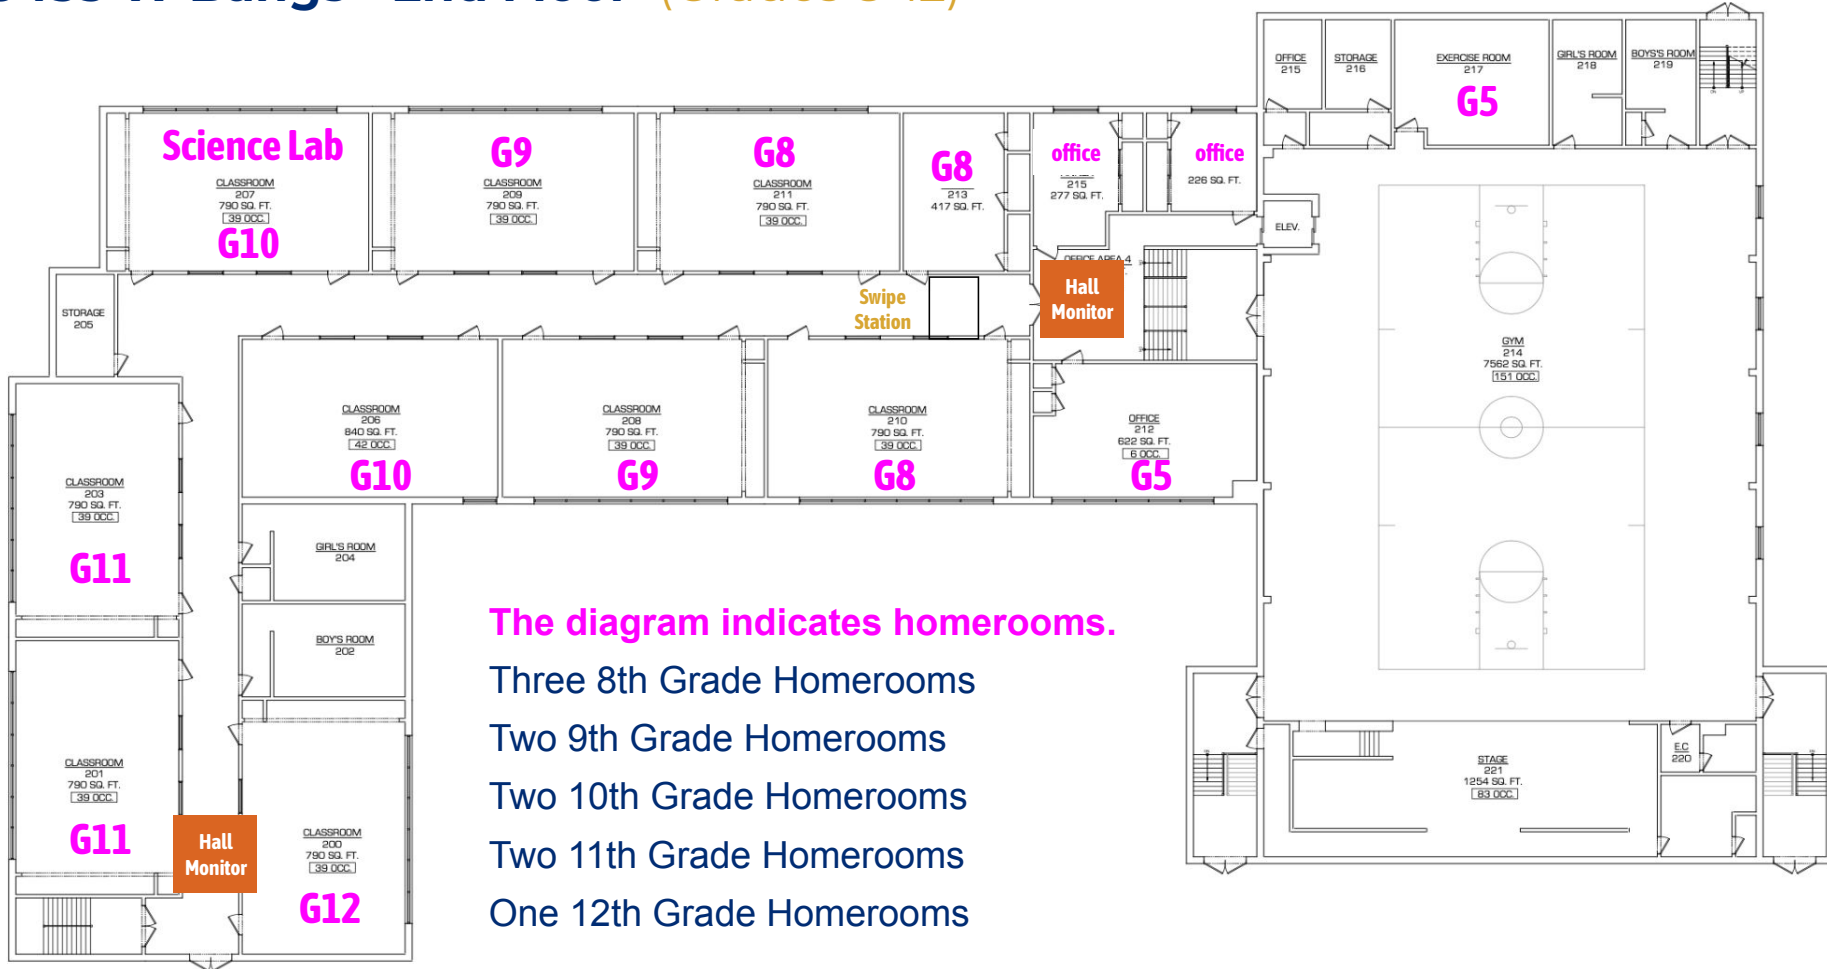 2nd Floor
OFFICE
215
STORAGE
216
EXERCISE ROOM
217
G5
GIRL'S ROOM
218
BOYS'S ROOM
219
Science Lab
CLASSROOM
207
790 SQ. FT.
39 OCC.
G10
G9
CLASSROOM
209
790 SQ. FT.
39 OCC.
G8
CLASSROOM
211
790 SQ. FT.
39 OCC.
G8
213
417 SQ. FT.
office
215
277 SQ. FT.
office
226 SQ. FT.
ELEV.
OFFICE AREA 4
Hall
Monitor
Swipe
Station
STORAGE
205
GYM
214
7562 SQ. FT.
151 OCC.
CLASSROOM
206
840 SQ. FT.
42 OCC.
G10
CLASSROOM
208
790 SQ. FT.
39 OCC.
G9
CLASSROOM
210
790 SQ. FT.
39 OCC.
G8
OFFICE
212
622 SQ. FT.
6 OCC.
G5
CLASSROOM
203
790 SQ. FT.
39 OCC.
G11
GIRL'S ROOM
204
BOY'S ROOM
202
The diagram indicates homerooms.
Three 8th Grade Homerooms
Two 9th Grade Homerooms
Two 10th Grade Homerooms
Two 11th Grade Homerooms
One 12th Grade Homerooms
CLASSROOM
201
790 SQ. FT.
39 OCC.
G11
Hall
Monitor
CLASSROOM
200
790 SQ. FT.
39 OCC.
G12
STAGE
221
1254 SQ. FT.
83 OCC.
E.C
220